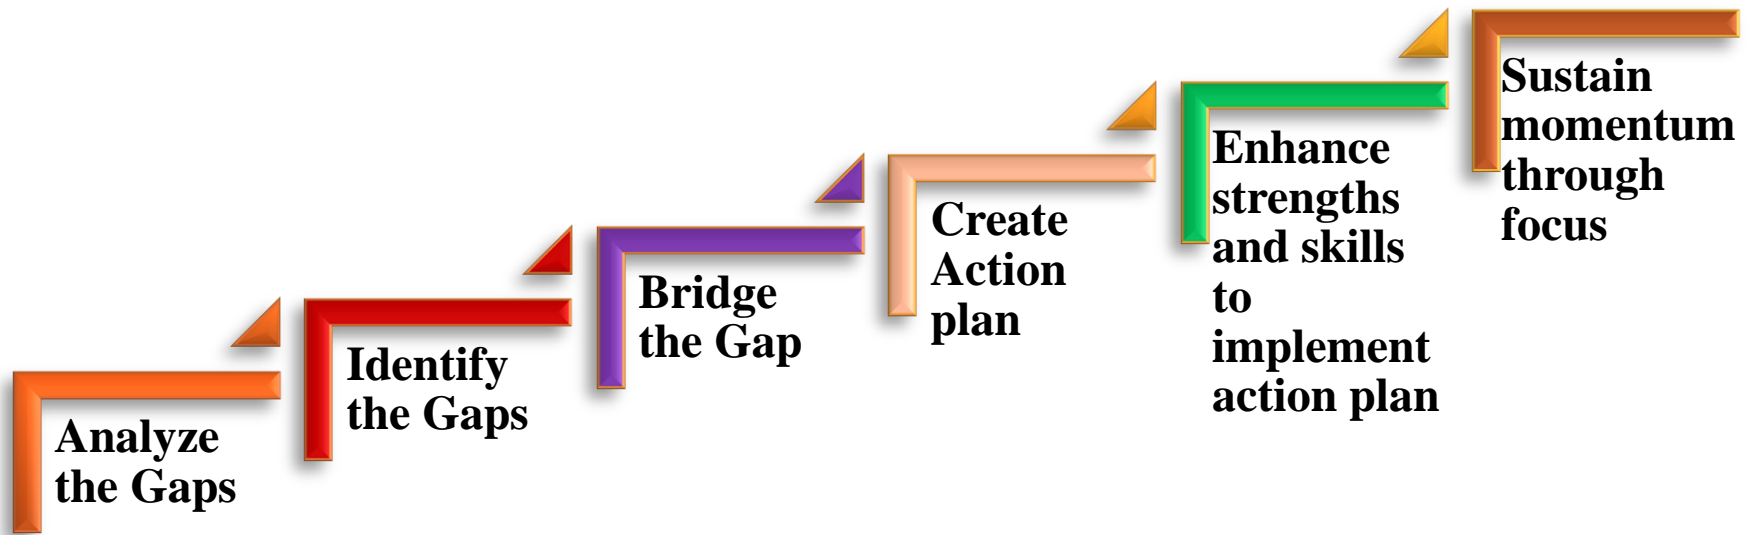 Analyze
the Gaps
Identify
the Gaps
Bridge
the Gap
Create
Action
plan
Enhance
strengths
and skills
to
implement
action plan
Sustain
momentum
through
focus